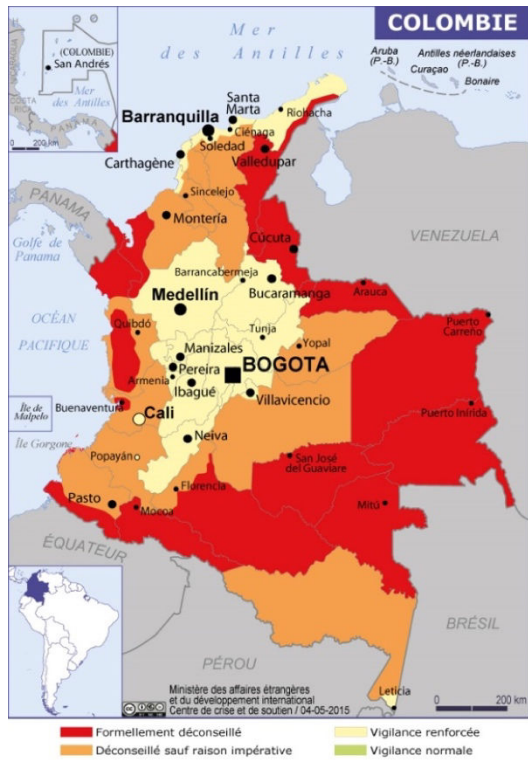 COLOMBIE
(COLOMBIE)
San Andrés
Mer
des Antilles
PANAMA
COSTA
RICA
0 200 km
Mer
des Antilles
Aruba
(P.-B.)
Antilles néerlandaises
(P.-B.)
Curaçao
Bonaire
Santa
Marta
Riohacha
Barranquilla
Ciénaga
Soledad
Carthagène
Valledupar
Sincelejo
PANAMA
Montería
Golfe de
Panama
Cúcuta
VENEZUELA
Barrancabermeja
Bucaramanga
Arauca
Medellín
OCÉAN
PACIFIQUE
Quibdó
Tunja
Yopal
Puerto
Carreño
Manizales
Pereira
BOGOTA
Armenia
Ibagué
Villavicencio
Île de
Malpelo
Buenaventura
Cali
Puerto Inírida
Île Gorgone
Neiva
Popayán
San José
del Guaviare
Florencia
Pasto
Mocoa
Mitú
ÉQUATEUR
BRÉSIL
PÉROU
Leticia
Ministère des affaires étrangères
et du développement international
Centre de crise et de soutien / 04-05-2015
0 200 km
Formellement déconseillé
Vigilance renforcée
Déconseillé sauf raison impérative
Vigilance normale